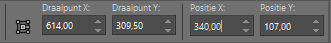 Draaipunt X: Draaipunt Y: Positie X: Positie Y:
614,00 309,50 340,00 107,00